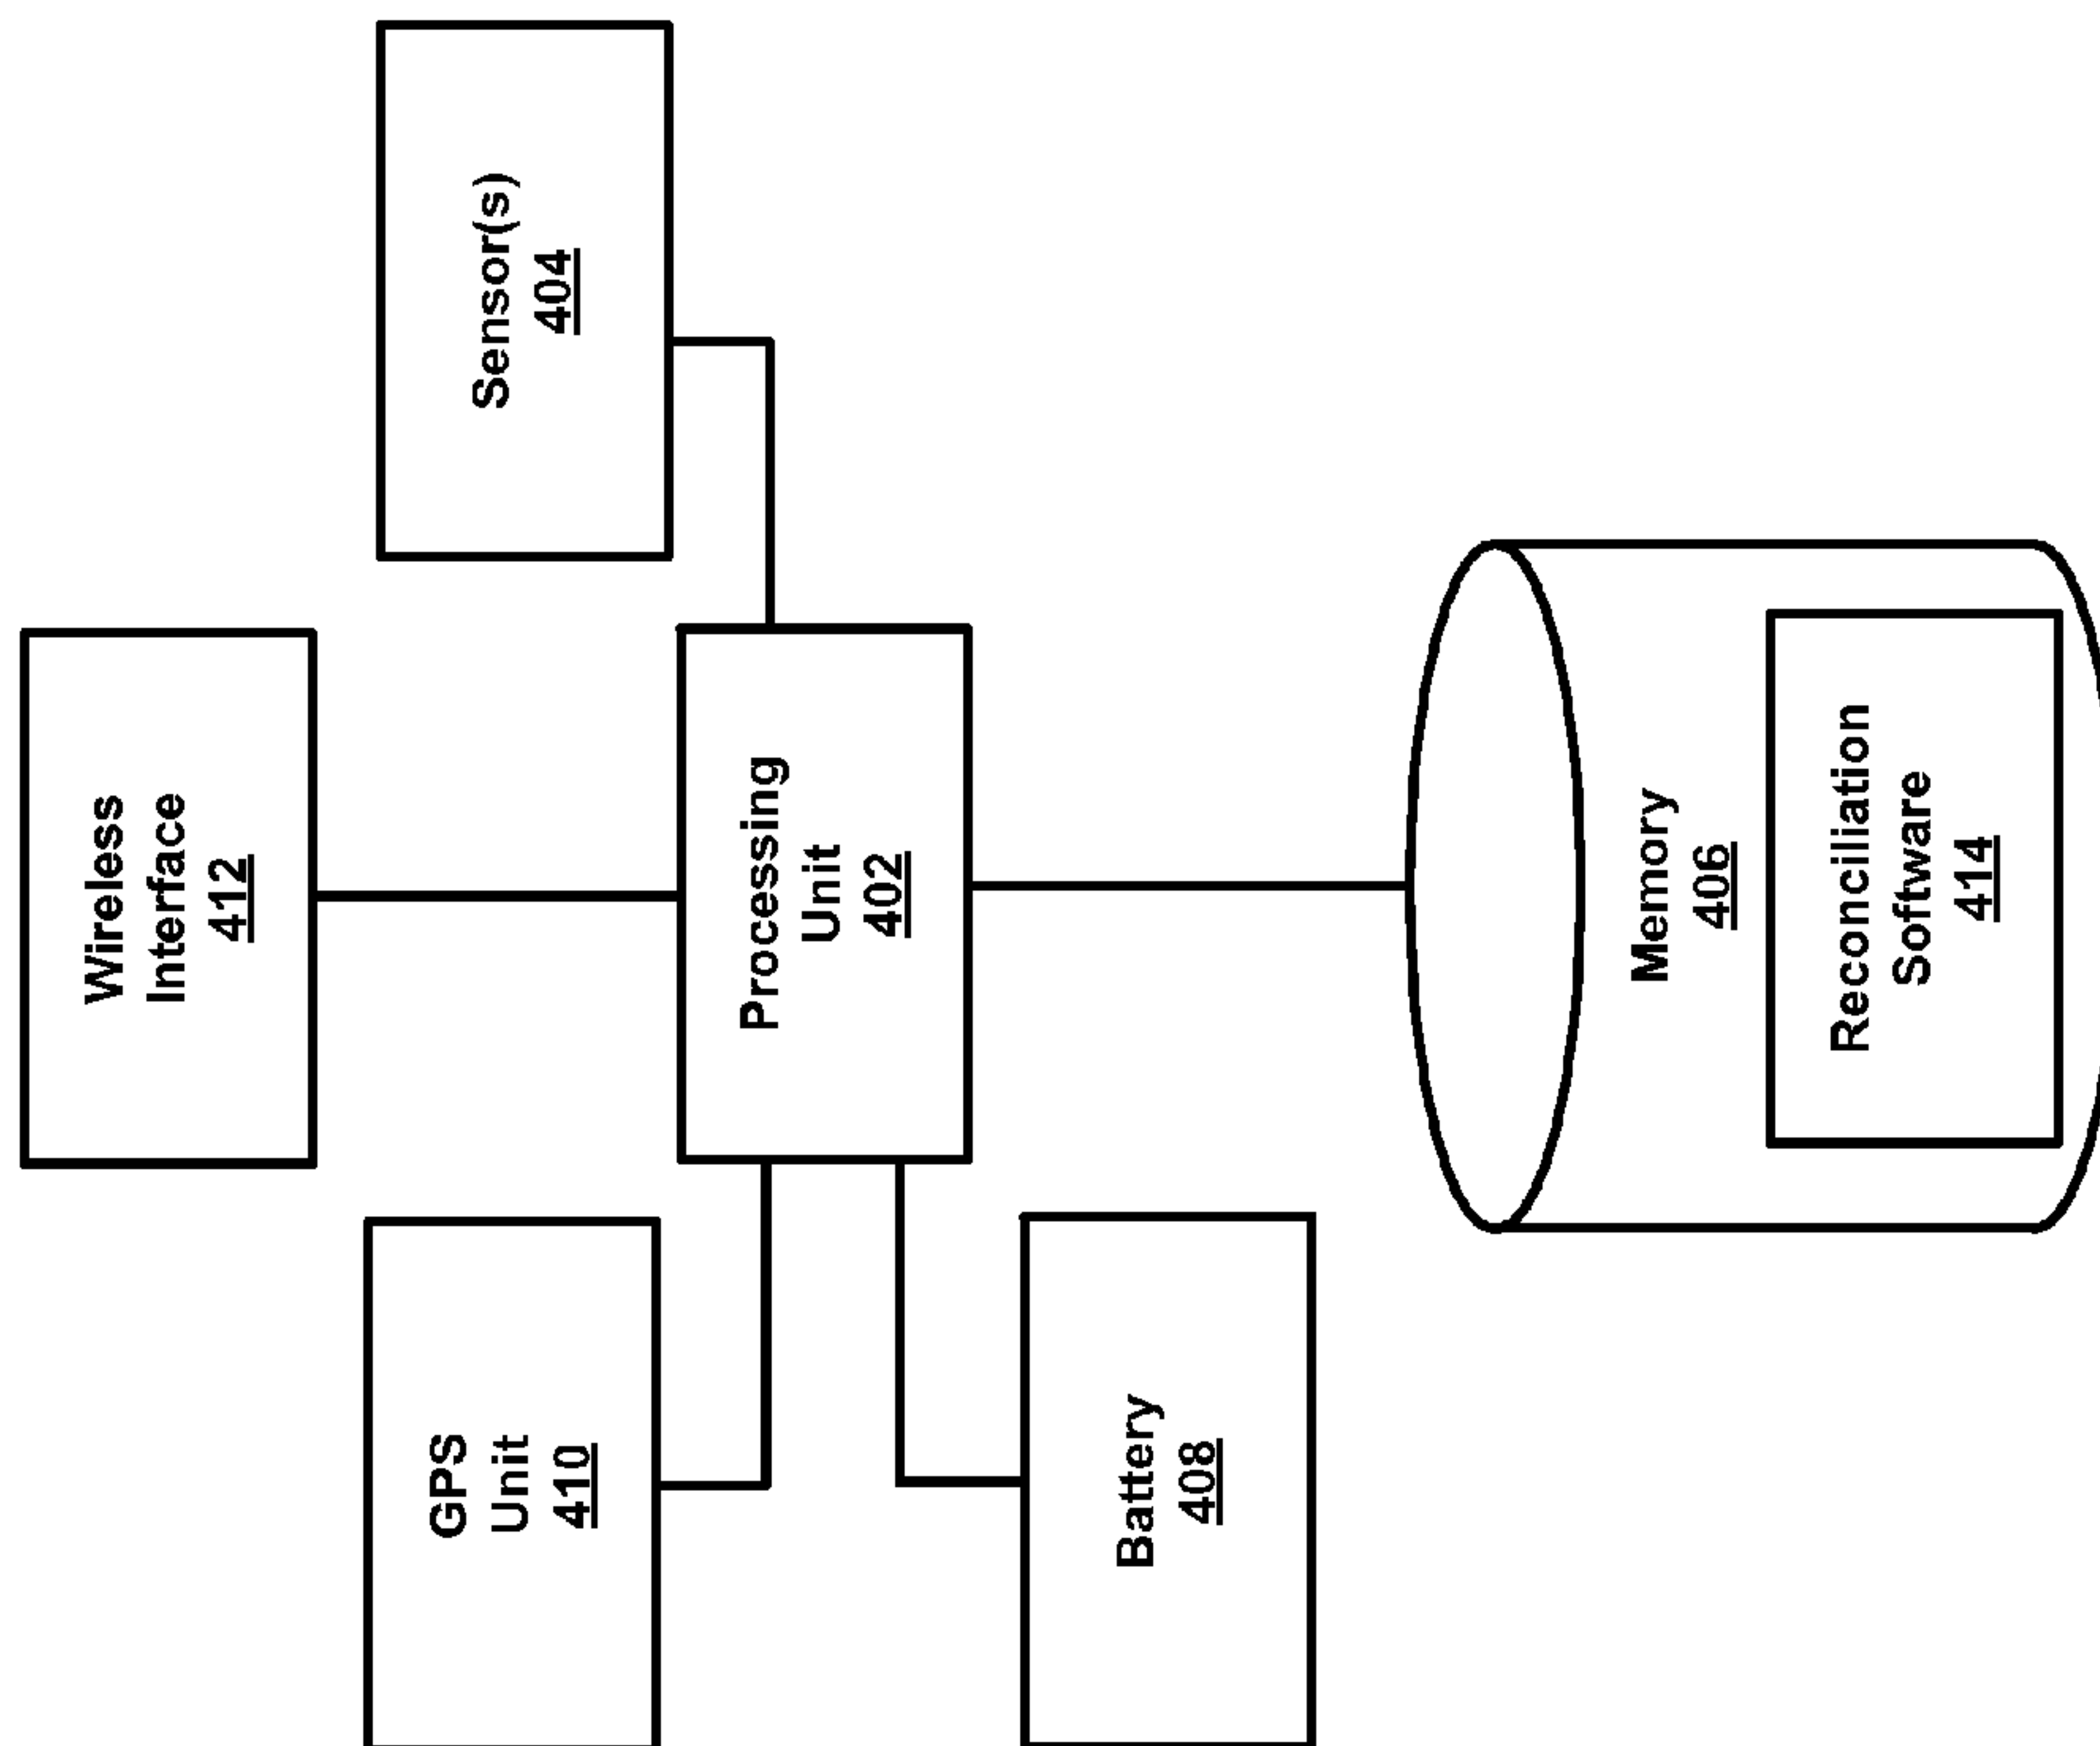 Wireless
Interface
412
Sensor(s)
404
GPS
Unit
410
Processing
Unit
402
Battery
408
Memory
406
Reconciliation
Software
414